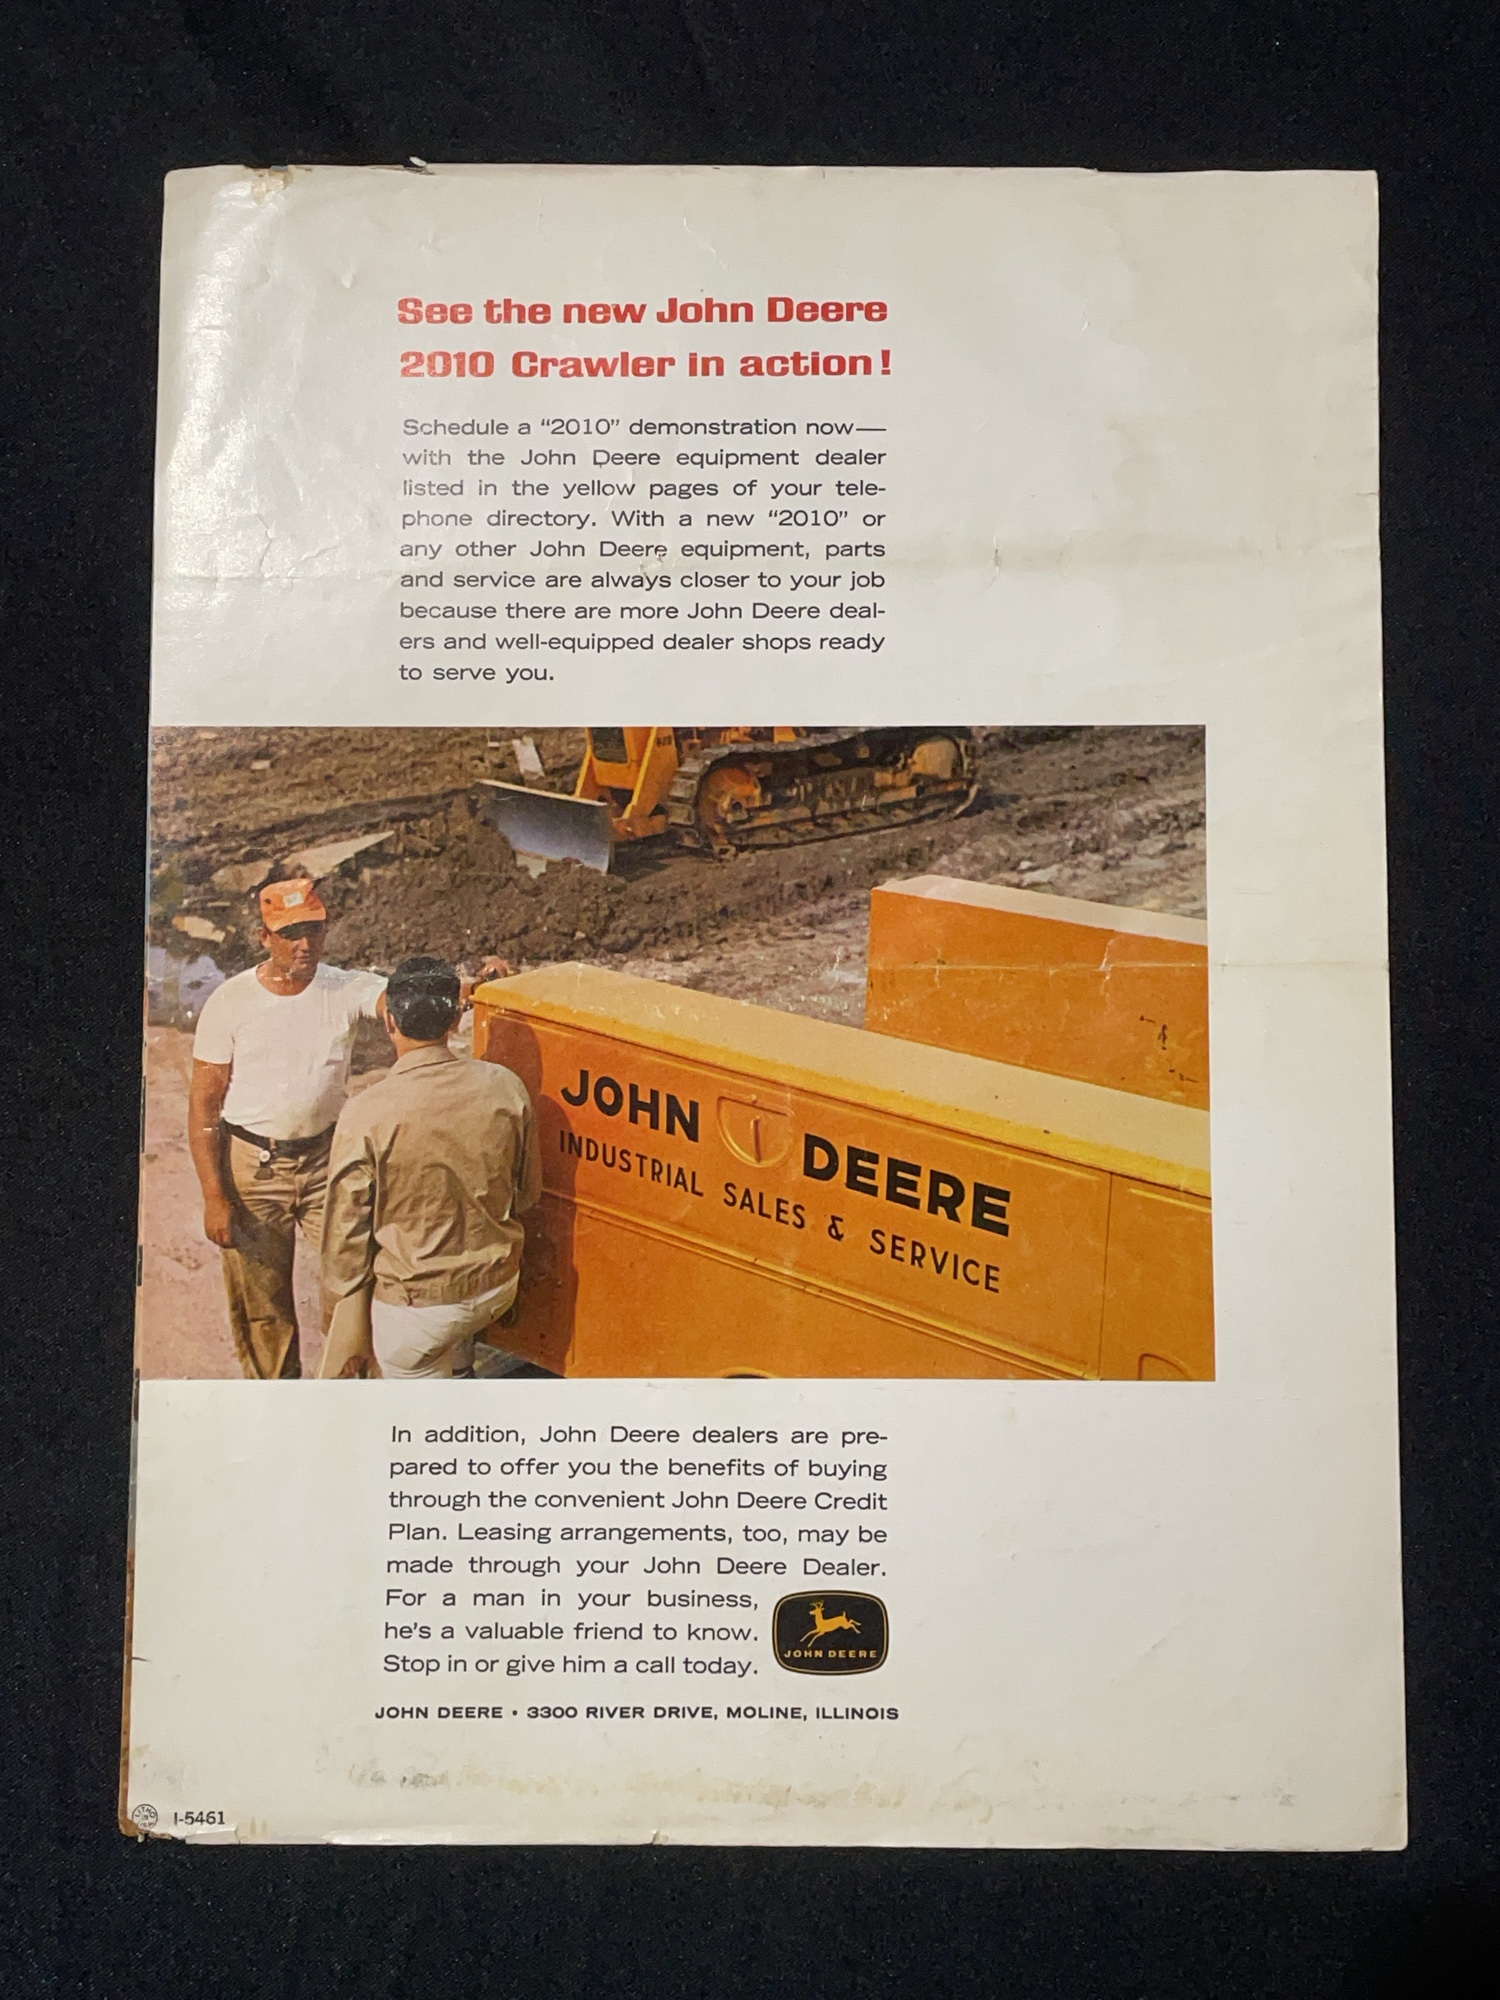 See the new John Deere
2010 Crawler in action!
Schedule a “2010” demonstration now—
with the John Deere equipment dealer
listed in the yellow pages of your tele-
phone directory. With a new “2010” or
any other John Deere equipment, parts
and service are always closer to your job
because there are more John Deere deal-
ers and well-equipped dealer shops ready
to serve you.
JOHN DEERE
INDUSTRIAL SALES & SERVICE
In addition, John Deere dealers are pre-
pared to offer you the benefits of buying
through the convenient John Deere Credit
Plan. Leasing arrangements, too, may be
made through your John Deere Dealer.
For a man in your business,
he's a valuable friend to know.
Stop in or give him a call today.
JOHN DEERE
JOHN DEERE • 3300 RIVER DRIVE, MOLINE, ILLINOIS
LITHO
I-5461